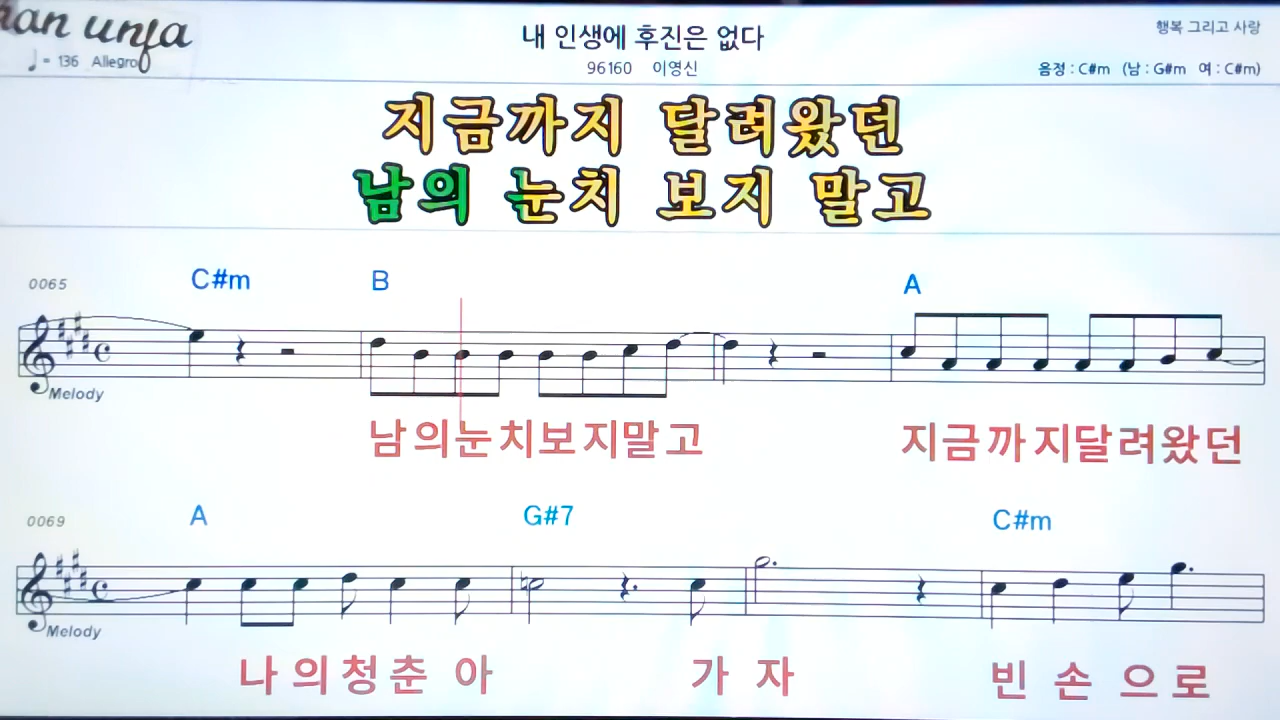 내 인생에 후진은 없다
행복 그리고 사랑
♩= 136 Allegro
96160 이영신
음정 : C#m (남 : G#m 여 : C#m)
지금까지 달려왔던
남의 눈치 보지 말고
0065 C#m B A
Melody
남의눈치보지말고 지금까지달려왔던
0069 A G#7 C#m
Melody
나의청춘 아 가 자 빈 손 으 로